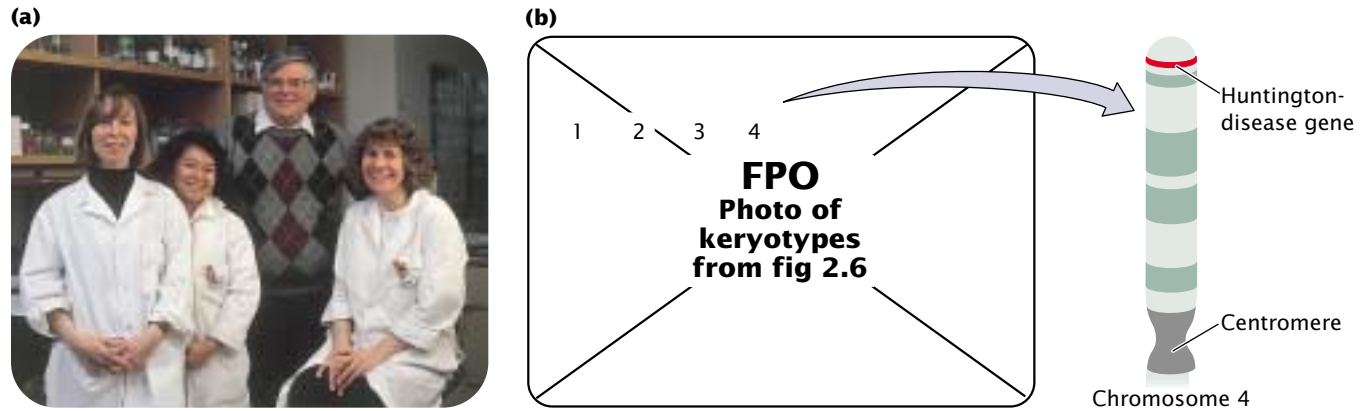 (a)
(b)
1 2 3 4
FPO
Photo of
keryotypes
from fig 2.6
Huntington-
disease gene
Centromere
Chromosome 4